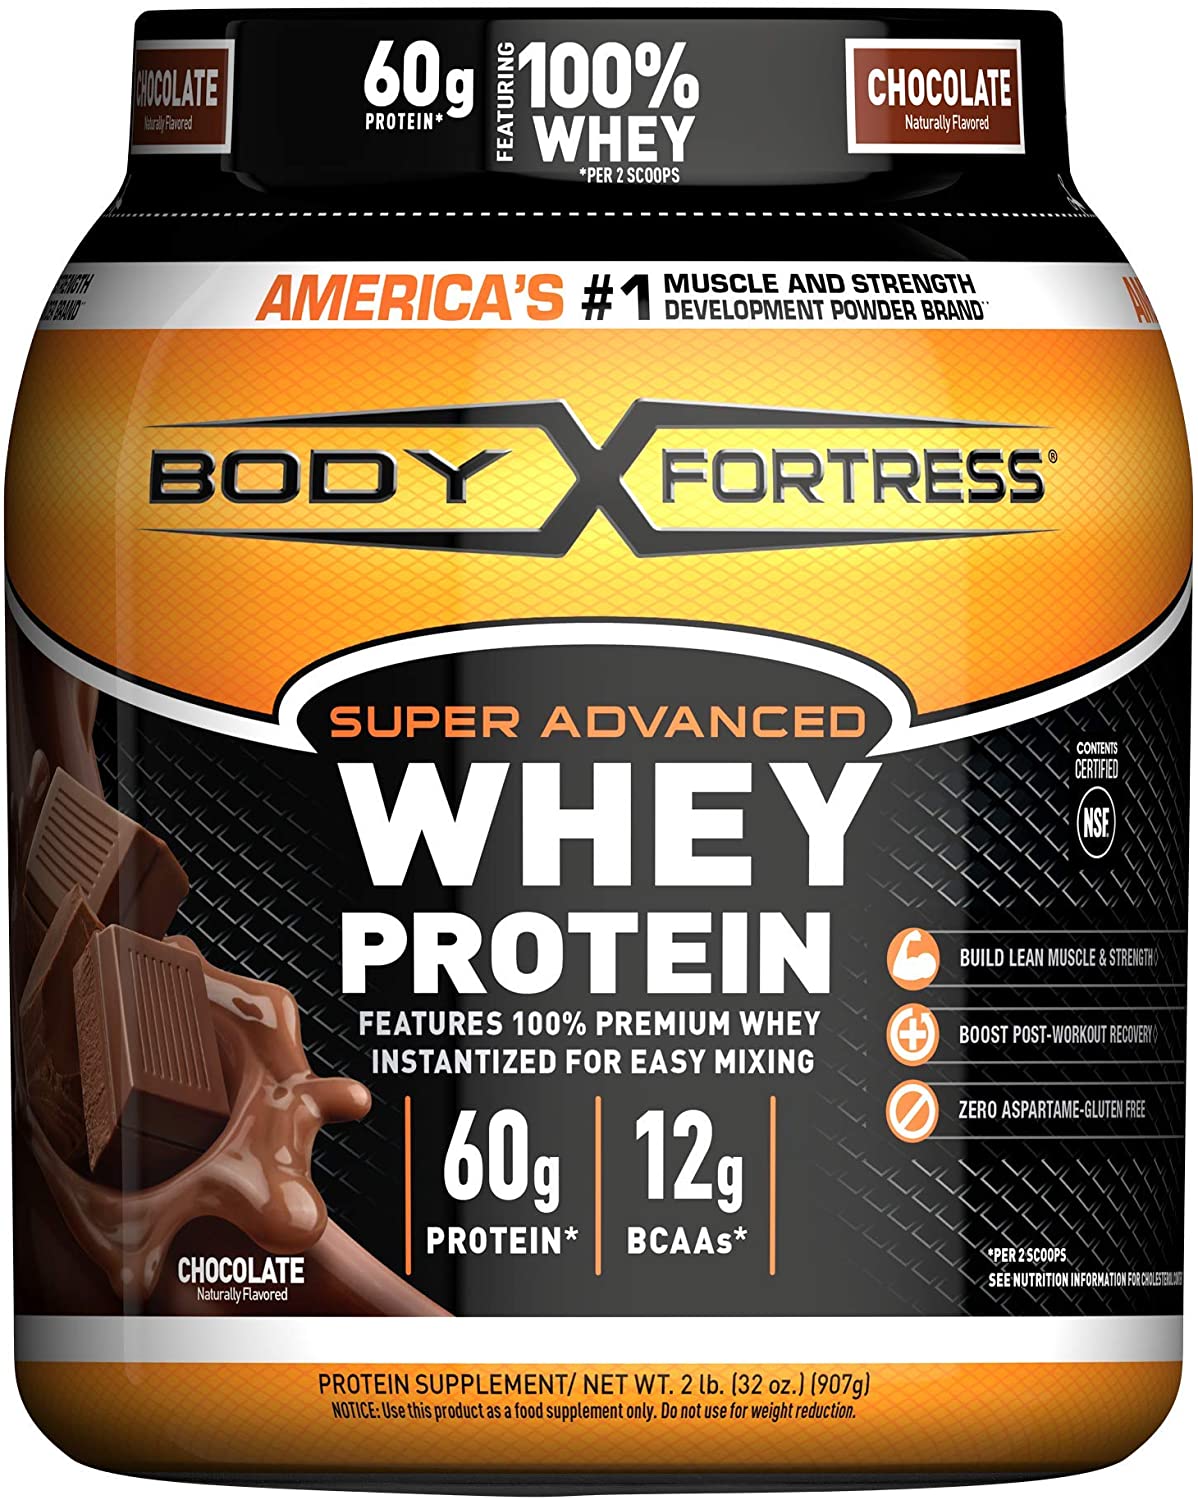 CHOCOLATE
Naturally Flavored
60g
PROTEIN*
FEATURING
100%
WHEY
*PER 2 SCOOPS
CHOCOLATE
Naturally Flavored
AMERICA'S #1 MUSCLE AND STRENGTH
DEVELOPMENT POWDER BRAND
BODY FORTRESS®
SUPER ADVANCED
WHEY
PROTEIN
FEATURES 100% PREMIUM WHEY
INSTANTIZED FOR EASY MIXING
60g
PROTEIN*
12g
BCAAs*
CONTENTS
CERTIFIED
NSF
BUILD LEAN MUSCLE & STRENGTH◊
BOOST POST-WORKOUT RECOVERY◊
ZERO ASPARTAME-GLUTEN FREE
*PER 2 SCOOPS
SEE NUTRITION INFORMATION FOR CHOLESTEROL
CHOCOLATE
Naturally Flavored
PROTEIN SUPPLEMENT/ NET WT. 2 lb. (32 oz.) (907g)
NOTICE: Use this product as a food supplement only. Do not use for weight reduction.